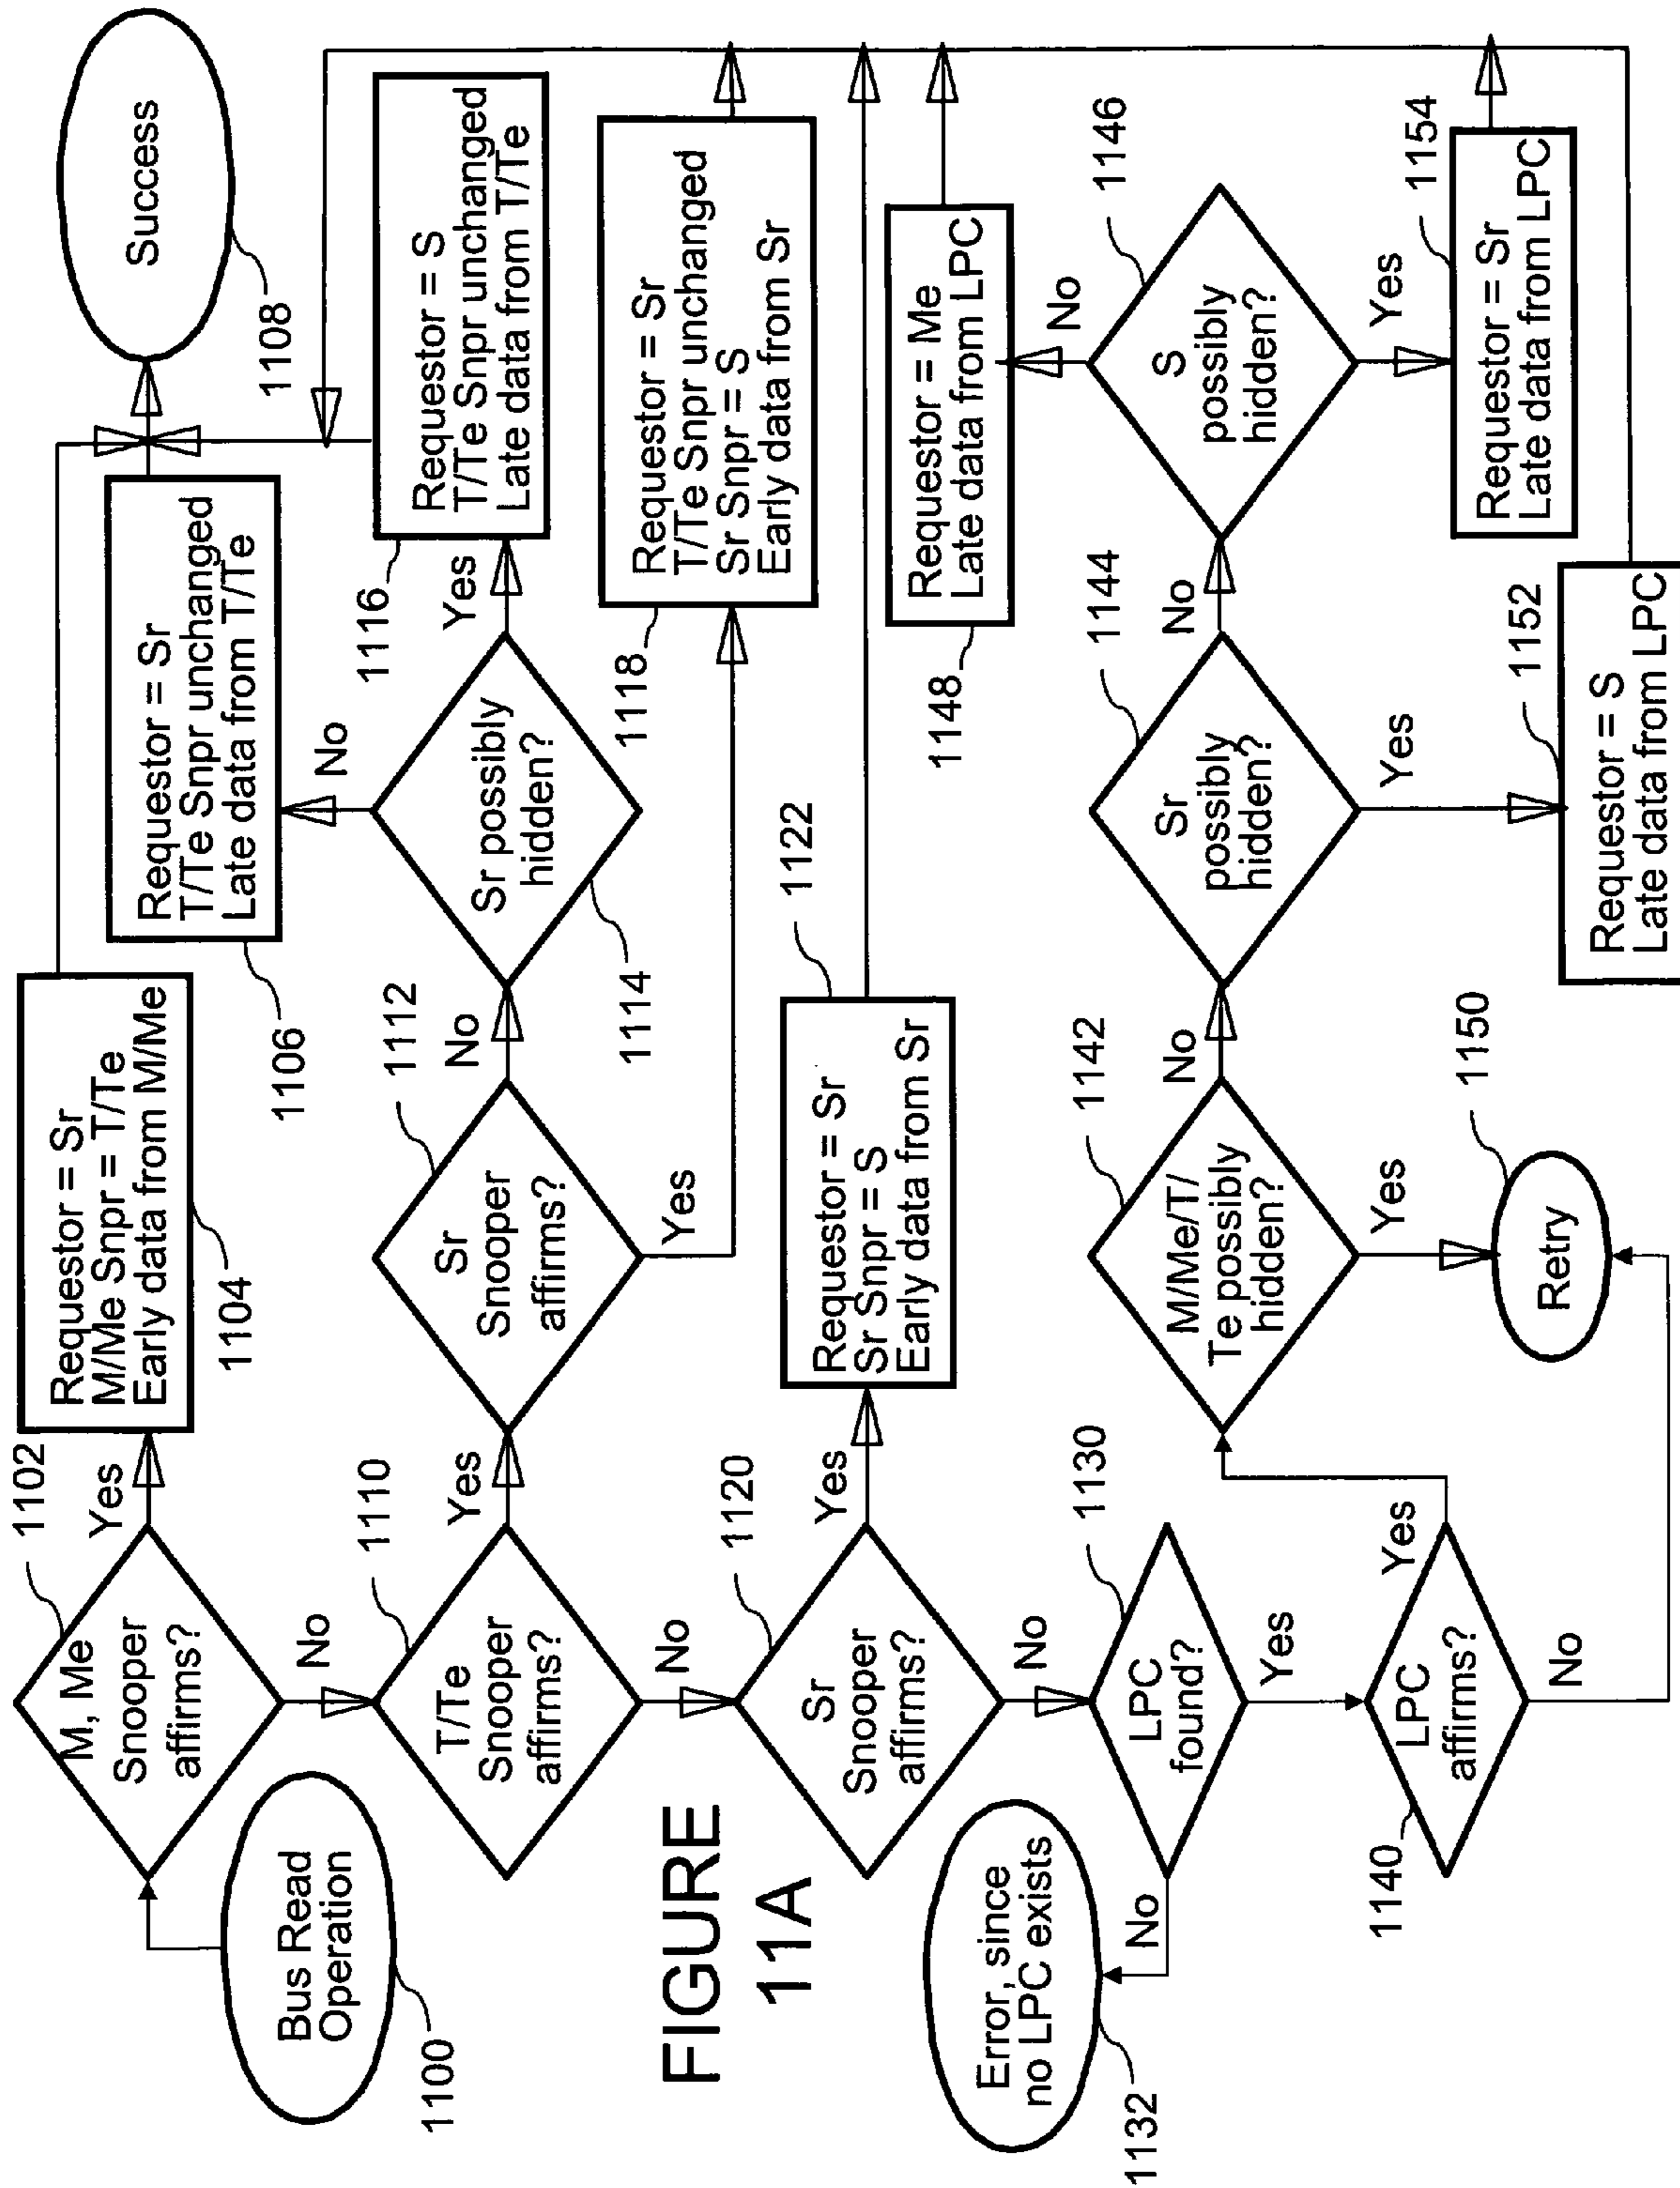 1100
Bus Read
Operation
1102
M, Me
Snooper
affirms?
Yes
No
1104
Requestor = Sr
M/Me Snpr = T/Te
Early data from M/Me
1106
Requestor = Sr
T/Te Snpr unchanged
Late data from T/Te
Success
1108
1110
T/Te
Snooper
affirms?
Yes
No
1112
Sr
Snooper
affirms?
No
Yes
1114
Sr possibly
hidden?
No
Yes
1116
Requestor = S
T/Te Snpr unchanged
Late data from T/Te
1118
Requestor = Sr
T/Te Snpr unchanged
Sr Snpr = S
Early data from Sr
FIGURE
11A
1120
Sr
Snooper
affirms?
Yes
No
1122
Requestor = Sr
Sr Snpr = S
Early data from Sr
1130
LPC
found?
No
Yes
Error, since
no LPC exists
1132
1140
LPC
affirms?
Yes
No
1142
M/Me/T/
Te possibly
hidden?
No
Yes
1150
Retry
1144
Sr
possibly
hidden?
No
Yes
1146
S
possibly
hidden?
No
Yes
1148
Requestor = Me
Late data from LPC
1152
Requestor = S
Late data from LPC
1154
Requestor = Sr
Late data from LPC